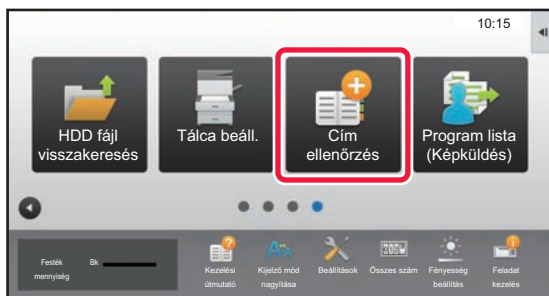 10:15
HDD fájl
visszakeresés
Tálca beáll.
Cím
ellenőrzés
Program lista
(Képküldés)
Festék
mennyiség
Bk
Kezelési
útmutató
Kijelző mód
nagyítása
Beállítások
Összes szám
Fényesség
beállítás
Feladat
kezelés